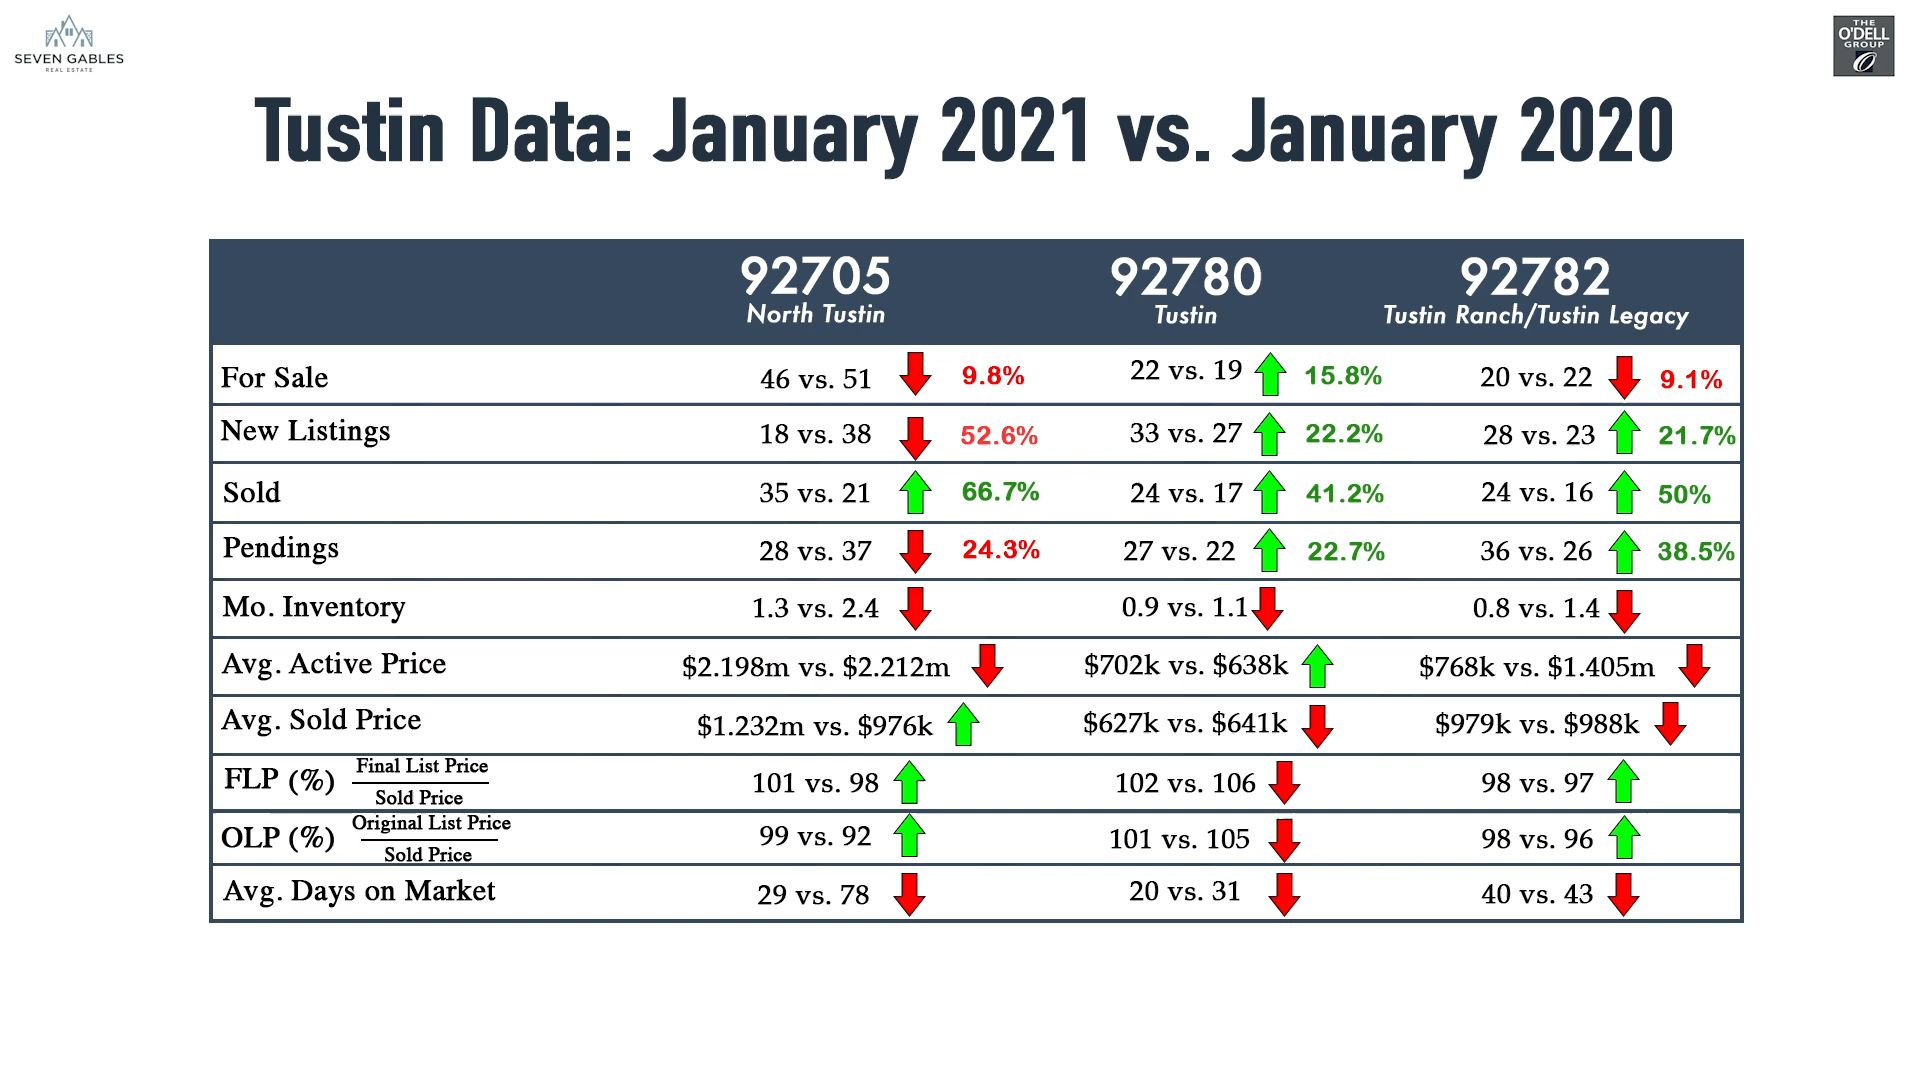 SEVEN GABLES
REAL ESTATE
THE
O'DELL
GROUP
Tustin Data: January 2021 vs. January 2020
92705 92780 92782
North Tustin Tustin Tustin Ranch/Tustin Legacy
For Sale 46 vs. 51 9.8% 22 vs. 19 15.8% 20 vs. 22 9.1%
New Listings 18 vs. 38 52.6% 33 vs. 27 22.2% 28 vs. 23 21.7%
Sold 35 vs. 21 66.7% 24 vs. 17 41.2% 24 vs. 16 50%
Pendings 28 vs. 37 24.3% 27 vs. 22 22.7% 36 vs. 26 38.5%
Mo. Inventory 1.3 vs. 2.4 0.9 vs. 1.1 0.8 vs. 1.4
Avg. Active Price $2.198m vs. $2.212m $702k vs. $638k $768k vs. $1.405m
Avg. Sold Price $1.232m vs. $976k $627k vs. $641k $979k vs. $988k
FLP (%) Final List Price 101 vs. 98 102 vs. 106 98 vs. 97
Sold Price
OLP (%) Original List Price 99 vs. 92 101 vs. 105 98 vs. 96
Sold Price
Avg. Days on Market 29 vs. 78 20 vs. 31 40 vs. 43